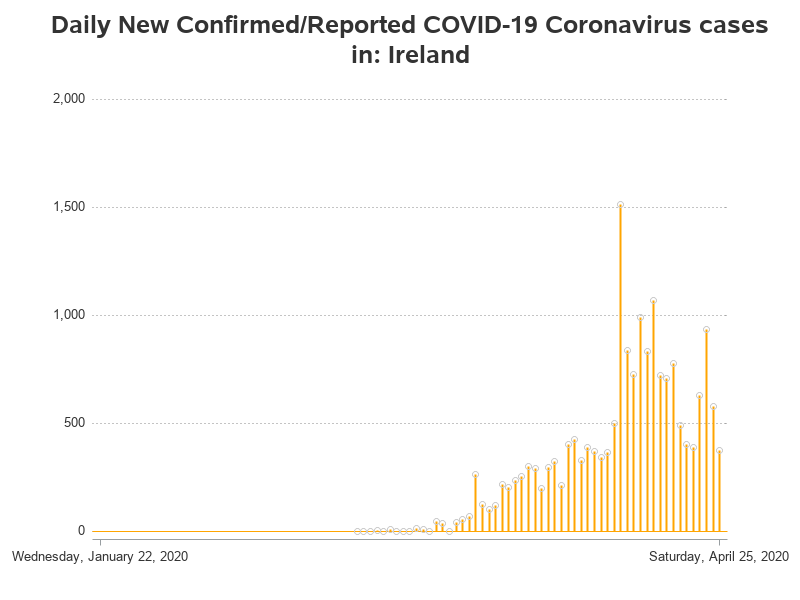 Daily New Confirmed/Reported COVID-19 Coronavirus cases
in: Ireland
2,000
1,500
1,000
500
0
Wednesday, January 22, 2020 Saturday, April 25, 2020